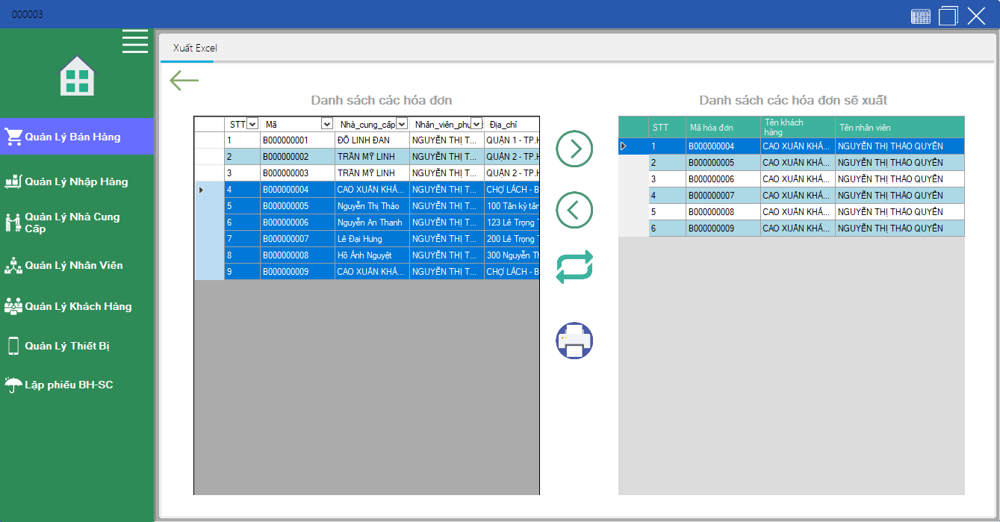 000003
Xuất Excel
Quản Lý Bán Hàng
Quản Lý Nhập Hàng
Quản Lý Nhà Cung
Cấp
Quản Lý Nhân Viên
Quản Lý Khách Hàng
Quản Lý Thiết Bị
Lập phiếu BH-SC
Danh sách các hóa đơn
STT Mã Nhà_cung_cấp Nhân_viên_phụ Địa_chỉ
1 B000000001 ĐỖ LINH ĐAN NGUYỄN THỊ T... QUẬN 1 - TP.H
2 B000000002 TRẦN MỸ LINH NGUYỄN THỊ T... QUẬN 2 - TP.H
3 B000000003 TRẦN MỸ LINH NGUYỄN THỊ T... QUẬN 2 - TP.H
4 B000000004 CAO XUÂN KHÁ... NGUYỄN THỊ T... CHỢ LÁCH - B
5 B000000005 Nguyễn Thị Thảo NGUYỄN THỊ T... 100 Tân kỳ tân
6 B000000006 Nguyễn An Thanh NGUYỄN THỊ T... 123 Lê Trọng T
7 B000000007 Lê Đại Hưng NGUYỄN THỊ T... 200 Lê Trọng T
8 B000000008 Hồ Ánh Nguyệt NGUYỄN THỊ T... 300 Nguyễn Th
9 B000000009 CAO XUÂN KHÁ... NGUYỄN THỊ T... CHỢ LÁCH - B
Danh sách các hóa đơn sẽ xuất
STT Mã hóa đơn Tên khách hàng Tên nhân viên
1 B000000004 CAO XUÂN KHÁ... NGUYỄN THỊ THẢO QUYÊN
2 B000000005 CAO XUÂN KHÁ... NGUYỄN THỊ THẢO QUYÊN
3 B000000006 CAO XUÂN KHÁ... NGUYỄN THỊ THẢO QUYÊN
4 B000000007 CAO XUÂN KHÁ... NGUYỄN THỊ THẢO QUYÊN
5 B000000008 CAO XUÂN KHÁ... NGUYỄN THỊ THẢO QUYÊN
6 B000000009 CAO XUÂN KHÁ... NGUYỄN THỊ THẢO QUYÊN